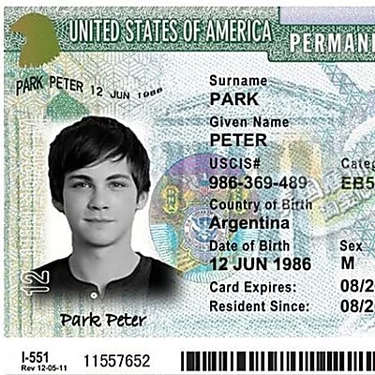 UNITED STATES OF AMERICA
PERMAN
PARK PETER 12 JUN 1986
Surname
PARK
Given Name
PETER
USCIS# Categ
986-369-489 EB5
Country of Birth
Argentina
Date of Birth Sex
12 JUN 1986 M
Card Expires: 08/2
Resident Since: 08/2
12
Park Peter
I-551
Rev 12-05-11
11557652